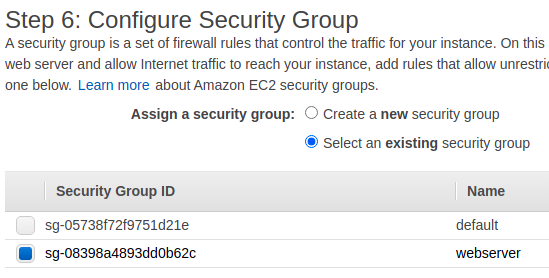 Step 6: Configure Security Group
A security group is a set of firewall rules that control the traffic for your instance. On this
web server and allow Internet traffic to reach your instance, add rules that allow unrestric
one below. Learn more about Amazon EC2 security groups.
Assign a security group: Create a new security group
Select an existing security group
Security Group ID Name
sg-05738f72f9751d21e default
sg-08398a4893dd0b62c webserver